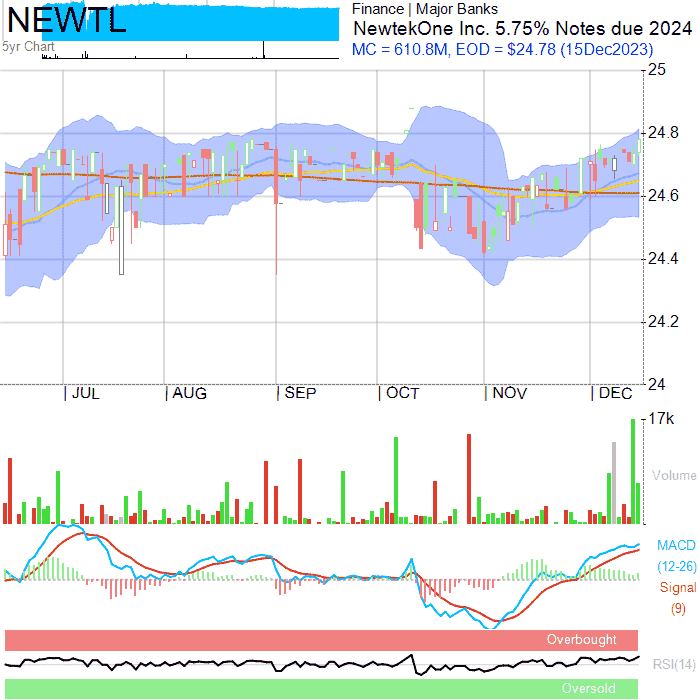 NEWTL
5yr Chart
Finance | Major Banks
NewtekOne Inc. 5.75% Notes due 2024
MC = 610.8M, EOD = $24.78 (15Dec2023)
25
24.8
24.6
24.4
24.2
24
| JUL | AUG | SEP | OCT | NOV | DEC
17k
Volume
MACD
(12-26)
Signal
(9)
Overbought
RSI(14)
Oversold